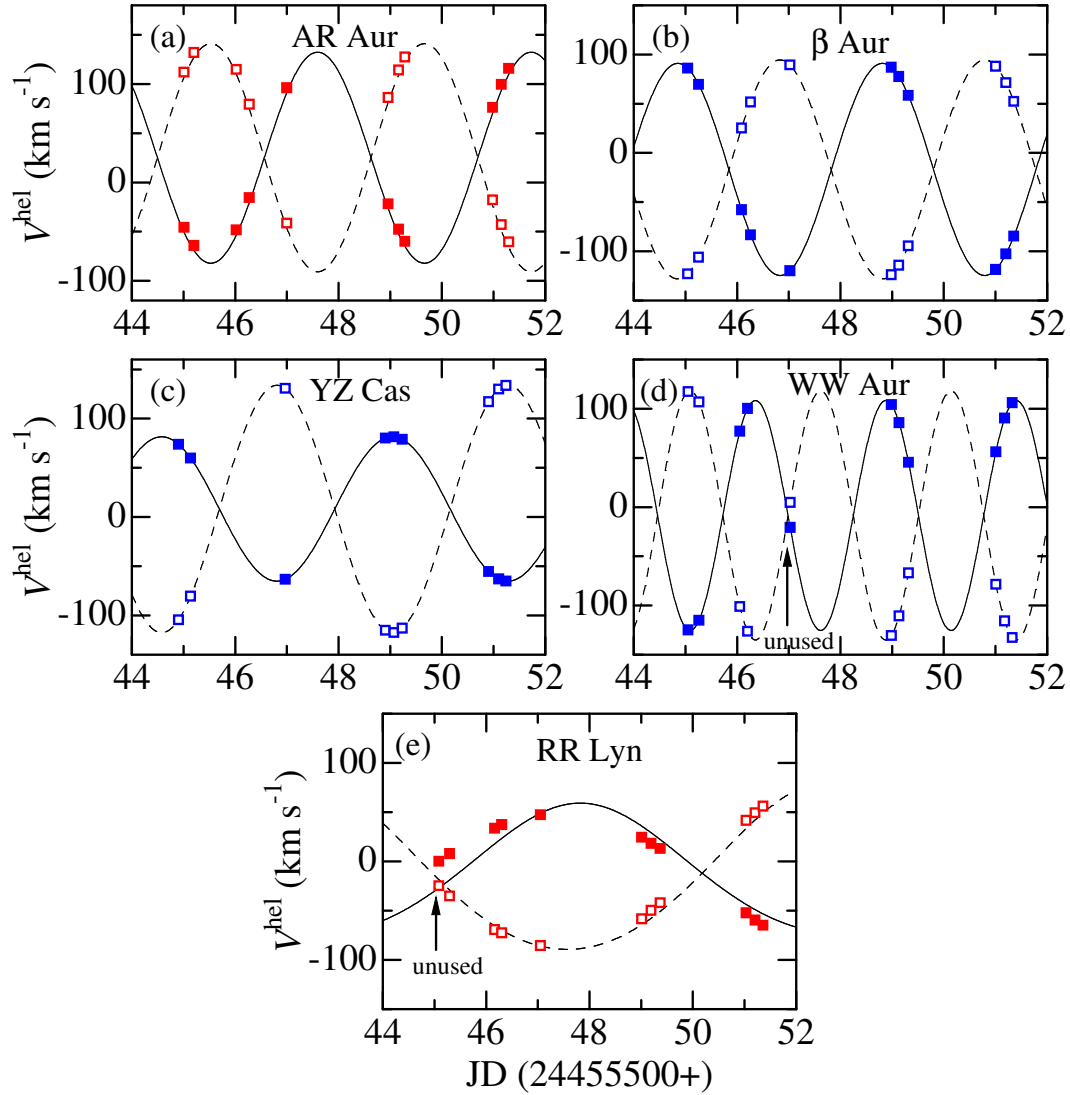 (a) AR Aur
(b) β Aur
100
0
-100
V^hel (km s^-1)
44 46 48 50 52
100
0
-100
44 46 48 50 52
(c) YZ Cas
(d) WW Aur
100
0
-100
V^hel (km s^-1)
44 46 48 50 52
100
0
-100
unused
44 46 48 50 52
(e) RR Lyn
100
0
-100
V^hel (km s^-1)
unused
44 46 48 50 52
JD (24455500+)